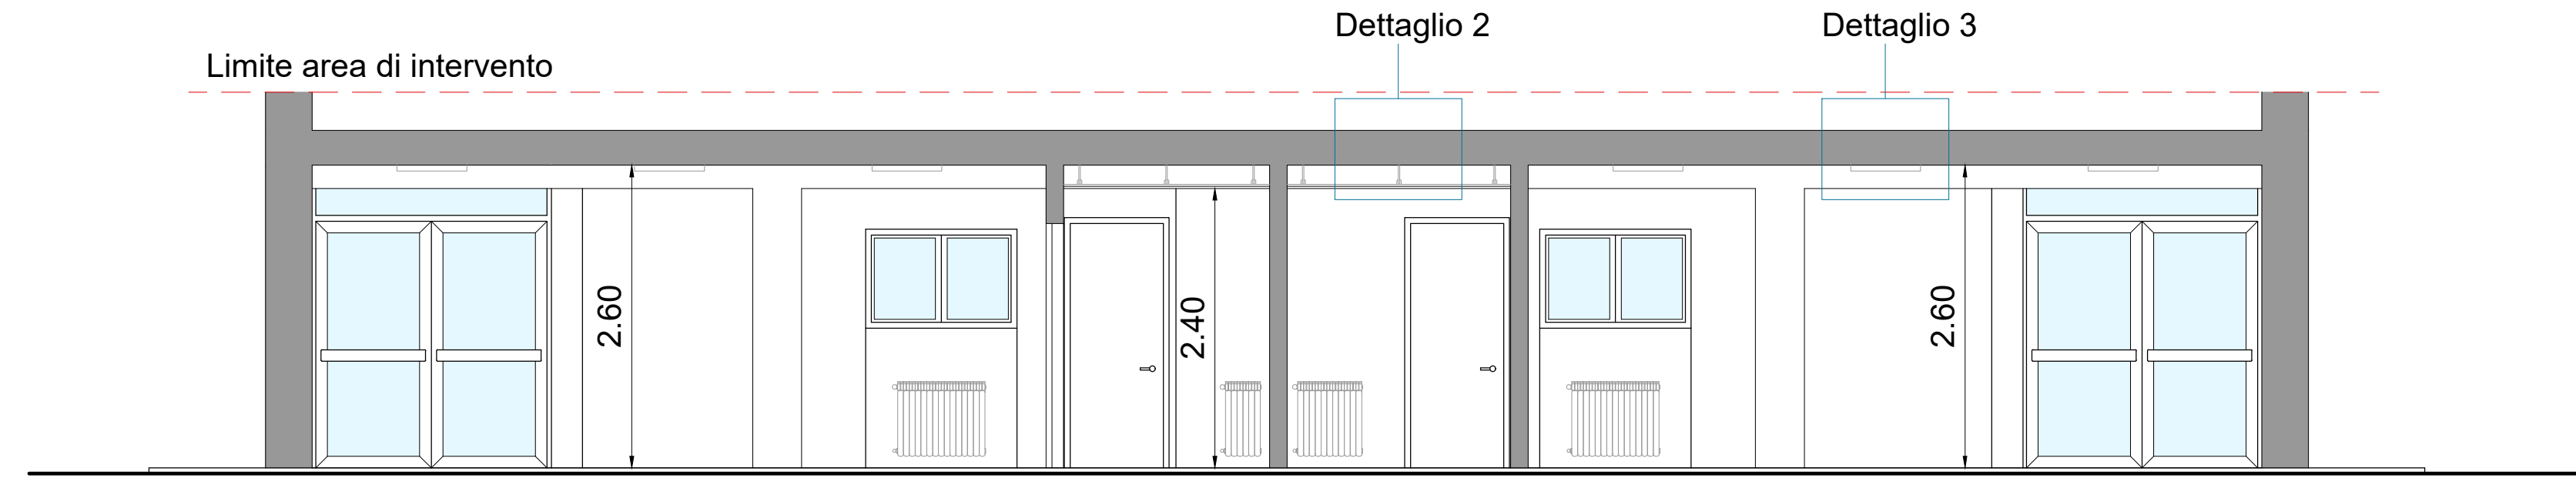 Dettaglio 2
Dettaglio 3
Limite area di intervento
2.60
2.40
2.60